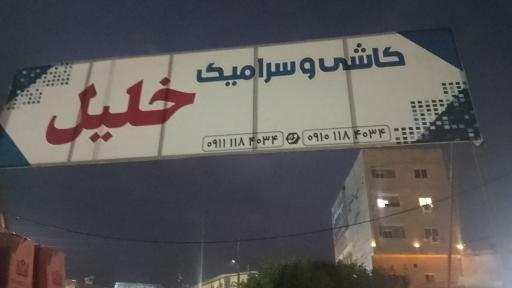 کاشی و سرامیک
خلیل
۰۹۱۱ ۱۱۸ ۴۰۳۴ ۰۹۱۰ ۱۱۸ ۴۰۳۴